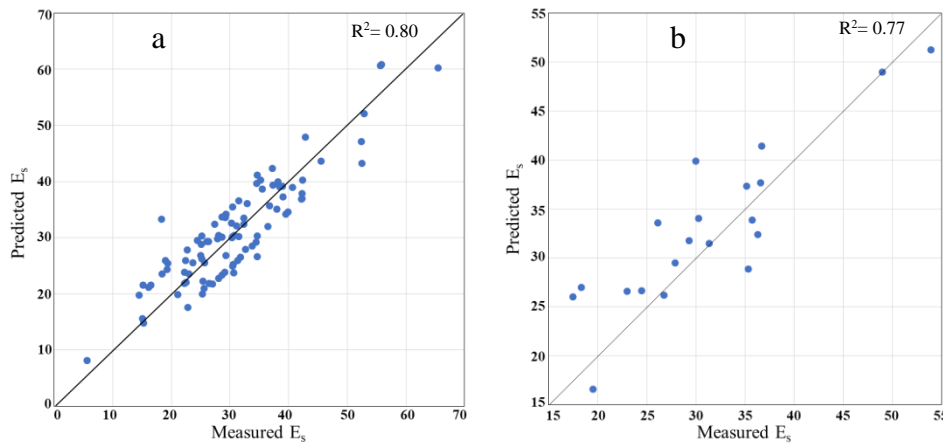 70
60
50
40
30
20
10
0
a
R²= 0.80
Predicted Eₛ
0 10 20 30 40 50 60 70
Measured Eₛ
55
50
45
40
35
30
25
20
15
b
R²= 0.77
Predicted Eₛ
15 20 25 30 35 40 45 50 55
Measured Eₛ